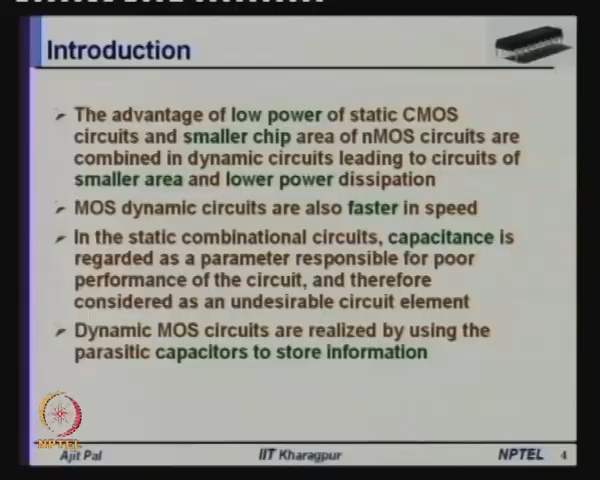 Introduction
The advantage of low power of static CMOS
circuits and smaller chip area of nMOS circuits are
combined in dynamic circuits leading to circuits of
smaller area and lower power dissipation
MOS dynamic circuits are also faster in speed
In the static combinational circuits, capacitance is
regarded as a parameter responsible for poor
performance of the circuit, and therefore
considered as an undesirable circuit element
Dynamic MOS circuits are realized by using the
parasitic capacitors to store information
NPTEL
Ajit Pal IIT Kharagpur NPTEL 4